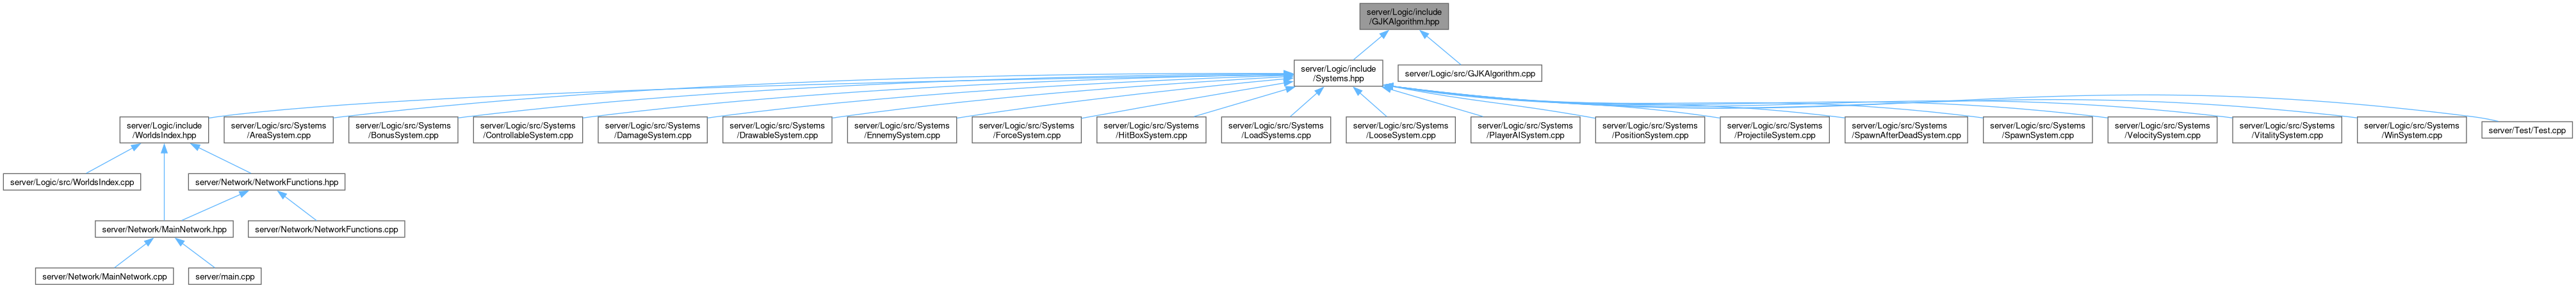 server/Logic/include
/GJKAlgorithm.hpp
server/Logic/include
/Systems.hpp
server/Logic/src/GJKAlgorithm.cpp
server/Logic/include
/WorldsIndex.hpp
server/Logic/src/Systems
/AreaSystem.cpp
server/Logic/src/Systems
/BonusSystem.cpp
server/Logic/src/Systems
/ControllableSystem.cpp
server/Logic/src/Systems
/DamageSystem.cpp
server/Logic/src/Systems
/DrawableSystem.cpp
server/Logic/src/Systems
/EnnemySystem.cpp
server/Logic/src/Systems
/ForceSystem.cpp
server/Logic/src/Systems
/HitBoxSystem.cpp
server/Logic/src/Systems
/LoadSystems.cpp
server/Logic/src/Systems
/LooseSystem.cpp
server/Logic/src/Systems
/PlayerAISystem.cpp
server/Logic/src/Systems
/PositionSystem.cpp
server/Logic/src/Systems
/ProjectileSystem.cpp
server/Logic/src/Systems
/SpawnAfterDeadSystem.cpp
server/Logic/src/Systems
/SpawnSystem.cpp
server/Logic/src/Systems
/VelocitySystem.cpp
server/Logic/src/Systems
/VitalitySystem.cpp
server/Logic/src/Systems
/WinSystem.cpp
server/Test/Test.cpp
server/Logic/src/WorldsIndex.cpp
server/Network/NetworkFunctions.hpp
server/Network/MainNetwork.hpp
server/Network/NetworkFunctions.cpp
server/Network/MainNetwork.cpp
server/main.cpp